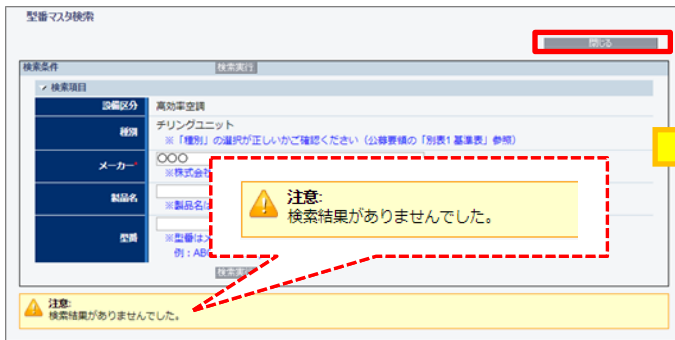 型番マスタ検索
閉じる
検索条件
検索実行
検索項目
設備区分
高効率空調
種別
チリングユニット
※「種別」の選択が正しいかご確認ください（公募要領の「別表1 基準表」参照）
メーカー*
○○○
※株式会社
製品名
※製品名は
型番
※型番はメ
例：AB
検索実
注意:
検索結果がありませんでした。
注意:
検索結果がありませんでした。